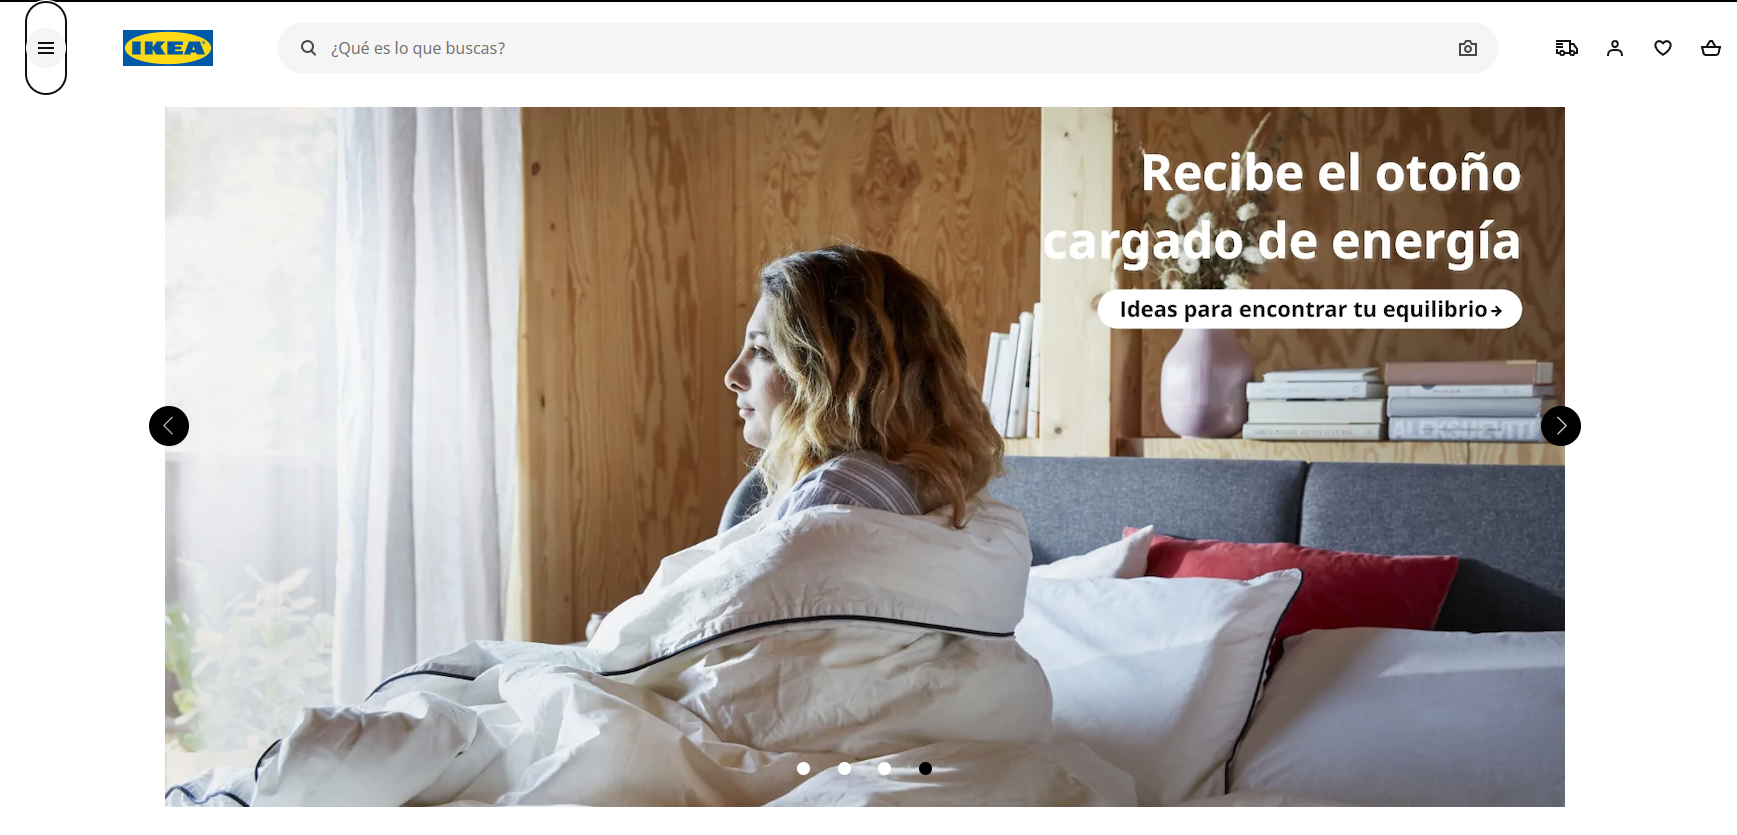 IKEA
¿Qué es lo que buscas?
Recibe el otoño
cargado de energía
Ideas para encontrar tu equilibrio→